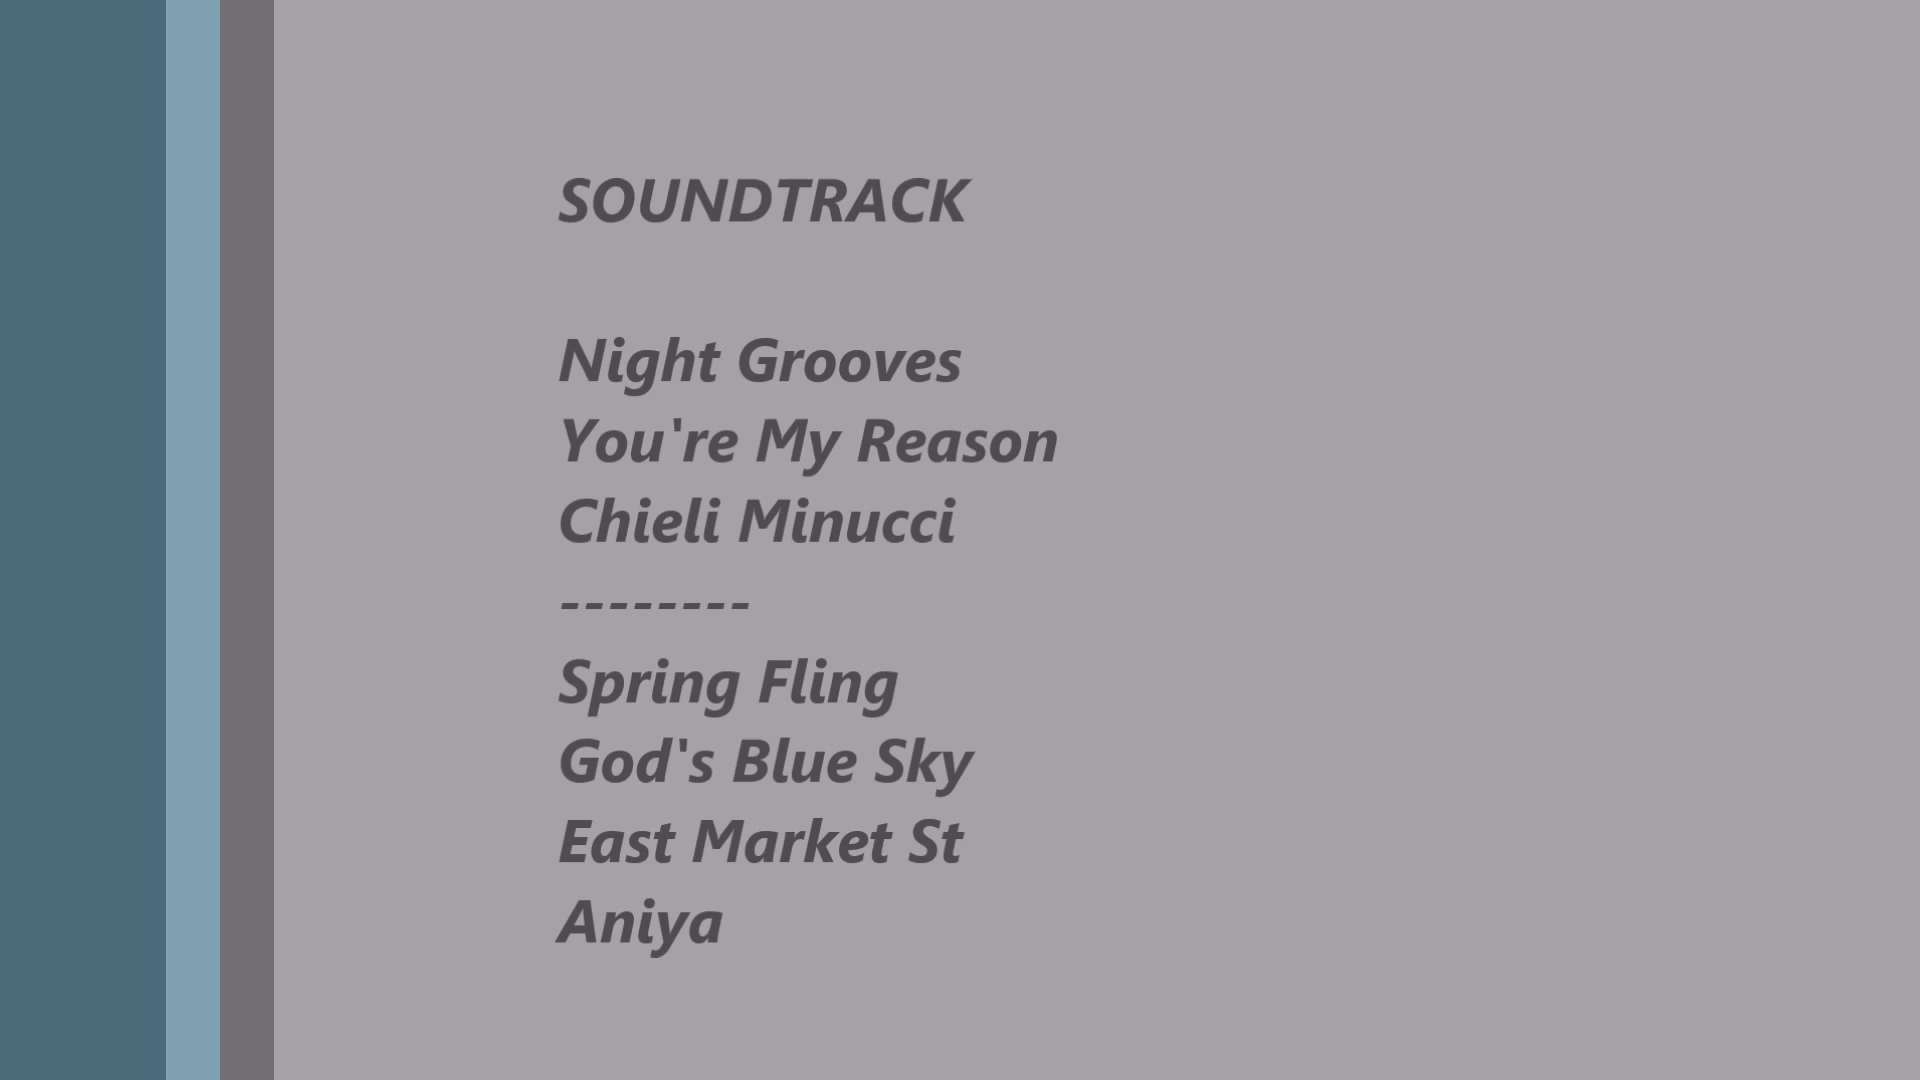 SOUNDTRACK
Night Grooves
You're My Reason
Chieli Minucci
--------
Spring Fling
God's Blue Sky
East Market St
Aniya